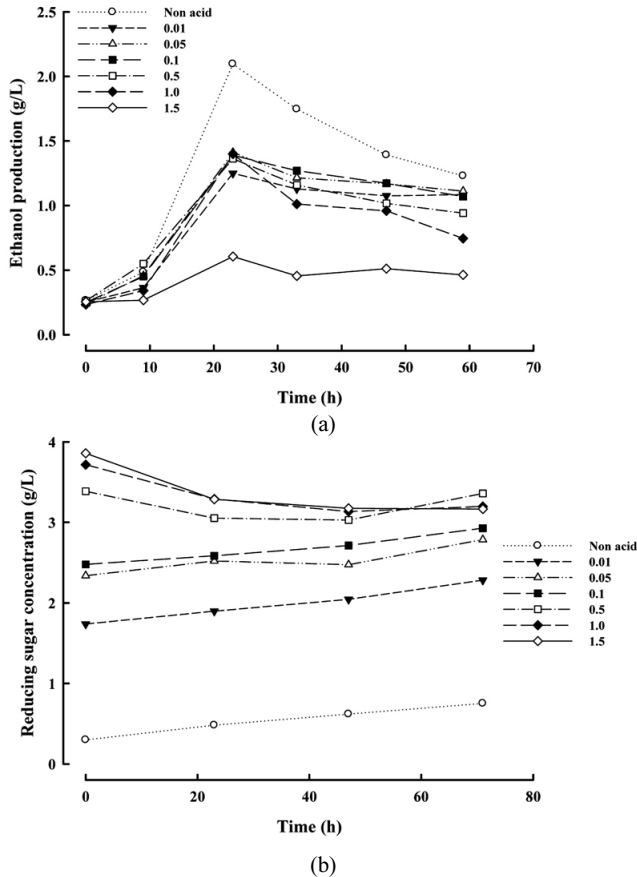 2.5
2.0
1.5
1.0
0.5
0.0
Ethanol production (g/L)
Non acid
0.01
0.05
0.1
0.5
1.0
1.5
0 10 20 30 40 50 60 70
Time (h)
(a)
4
3
2
1
0
Reducing sugar concentration (g/L)
Non acid
0.01
0.05
0.1
0.5
1.0
1.5
0 20 40 60 80
Time (h)
(b)